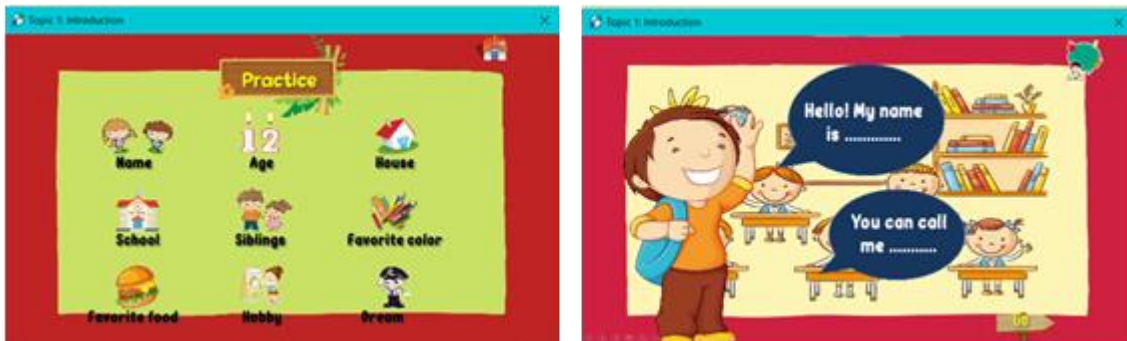 Topic 1: Introduction
Practice
Name
Age
House
School
Siblings
Favorite color
Favorite food
Hobby
Dream
Topic 1: Introduction
Hello! My name
is .............
You can call
me ...........
GO